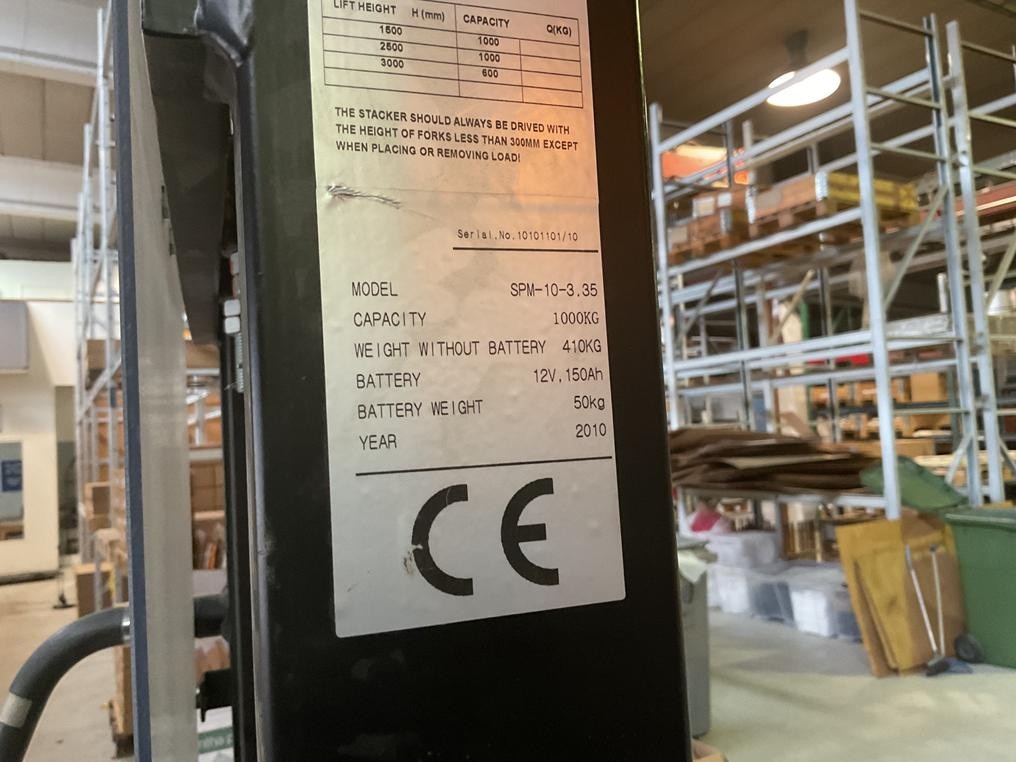 LIFT HEIGHT H (mm) CAPACITY Q(KG)
1500 1000
2500 1000
3000 600
THE STACKER SHOULD ALWAYS BE DRIVED WITH
THE HEIGHT OF FORKS LESS THAN 300MM EXCEPT
WHEN PLACING OR REMOVING LOAD!
Serial.No.10101101/10
MODEL SPM-10-3.35
CAPACITY 1000KG
WEIGHT WITHOUT BATTERY 410KG
BATTERY 12V,150Ah
BATTERY WEIGHT 50kg
YEAR 2010
CE